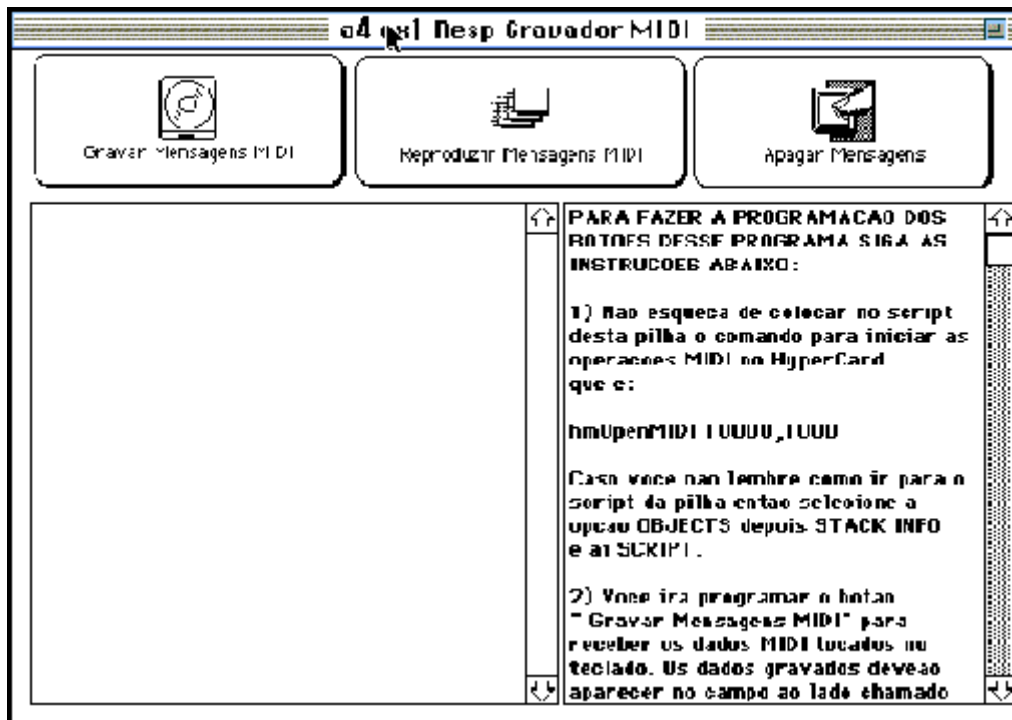 a4 ex1 Resp Gravador MIDI
Gravar Mensagens MIDI
Reproduzir Mensagens MIDI
Apagar Mensagens
PARA FAZER A PROGRAMACAO DOS
BOTOES DESSE PROGRAMA SIGA AS
INSTRUCOES ABAIXO:
1) Nao esqueca de colocar no script
desta pilha o comando para iniciar as
operacoes MIDI no HyperCard
que e:
hmOpenMIDI 10000,1000
Caso voce nao lembre como ir para o
script da pilha entao selecione a
opcao OBJECTS depois STACK INFO
e ai SCRIPT.
2) Voce ira programar o botao
" Gravar Mensagens MIDI" para
receber os dados MIDI tocados no
teclado. Os dados gravados deveao
aparecer no campo ao lado chamado